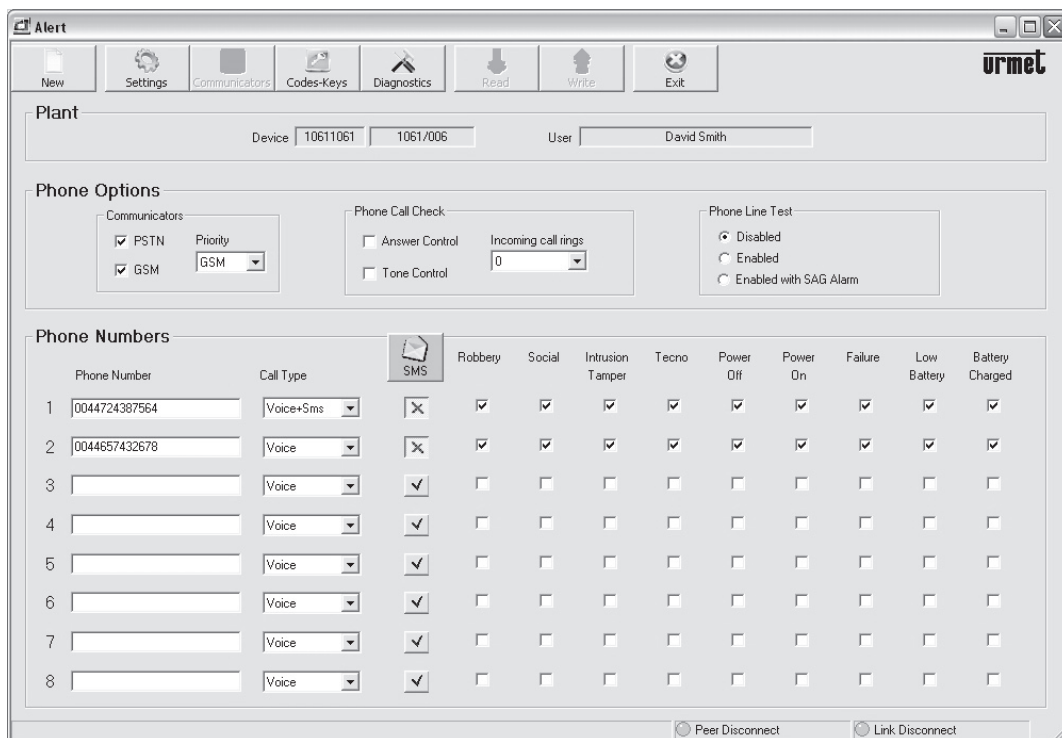 Alert
New Settings Communicators Codes-Keys Diagnostics Read Write Exit
urmet
Plant
Device 10611061 1061/006 User David Smith
Phone Options
Communicators
PSTN Priority
GSM GSM
Phone Call Check
Answer Control Incoming call rings
Tone Control 0
Phone Line Test
Disabled
Enabled
Enabled with SAG Alarm
Phone Numbers
Phone Number Call Type SMS Robbery Social Intrusion Tamper Tecno Power Off Power On Failure Low Battery Battery Charged
1 0044724387564 Voice+Sms
2 0044657432678 Voice
3 Voice
4 Voice
5 Voice
6 Voice
7 Voice
8 Voice
Peer Disconnect Link Disconnect